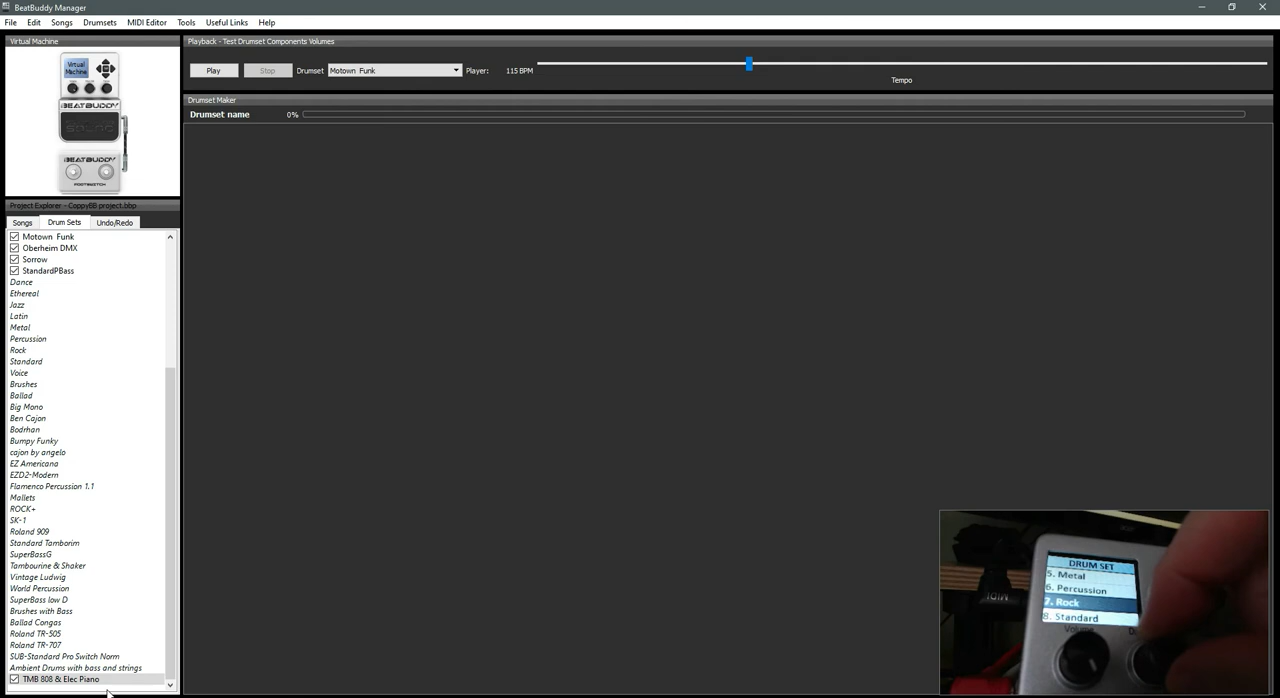 BeatBuddy Manager
File Edit Songs Drumsets MIDI Editor Tools Useful Links Help
Virtual Machine
Playback - Test Drumset Components Volumes
Play Stop Drumset Motown Funk Player: 115 BPM
Tempo
Drumset Maker
Drumset name 0%
Virtual
Machine
BEATBUDDY
BEATBUDDY
FOOTSWITCH
Project Explorer - CoppyBB project.bbp
Songs Drum Sets Undo/Redo
Motown Funk
Oberheim DMX
Sorrow
StandardPBass
Dance
Ethereal
Jazz
Latin
Metal
Percussion
Rock
Standard
Voice
Brushes
Ballad
Big Mono
Ben Cajon
Bodrhan
Bumpy Funky
cajon by angelo
EZ Americana
EZD2-Modern
Flamenco Percussion 1.1
Mallets
ROCK+
SK-1
Roland 909
Standard Tamborim
SuperBassG
Tambourine & Shaker
Vintage Ludwig
World Percussion
SuperBass low D
Brushes with Bass
Ballad Congas
Roland TR-505
Roland TR-707
SUB-Standard Pro Switch Norm
Ambient Drums with bass and strings
TMB 808 & Elec Piano
DRUM SET
5. Metal
6. Percussion
7. Rock
8. Standard
Volume
MIDI